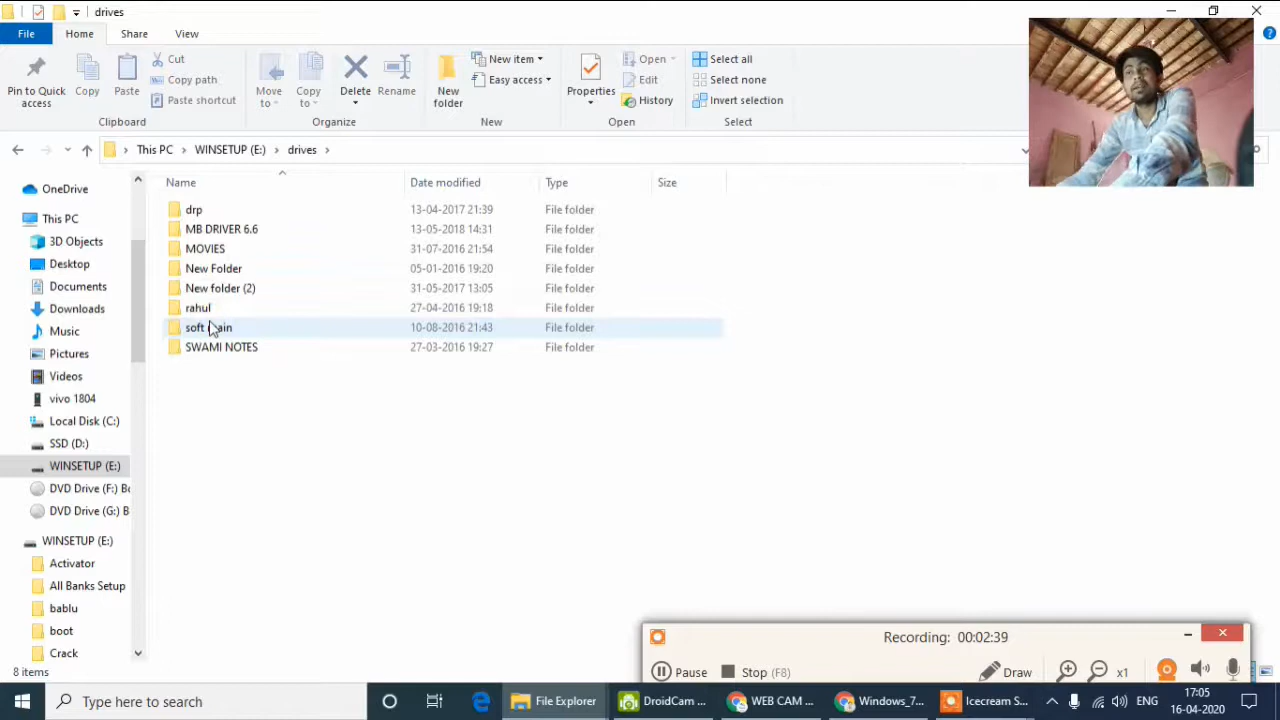 drives
File Home Share View
Pin to Quick access
Copy
Paste
Cut
Copy path
Paste shortcut
Clipboard
Move to
Copy to
Delete
Rename
Organize
New folder
New item
Easy access
New
Properties
Open
Edit
History
Open
Select all
Select none
Invert selection
Select
This PC > WINSETUP (E:) > drives >
Name Date modified Type Size
drp 13-04-2017 21:39 File folder
MB DRIVER 6.6 13-05-2018 14:31 File folder
MOVIES 31-07-2016 21:54 File folder
New Folder 05-01-2016 19:20 File folder
New folder (2) 31-05-2017 13:05 File folder
rahul 27-04-2016 19:18 File folder
soft 10-08-2016 21:43 File folder
SWAMI NOTES 27-03-2016 19:27 File folder
OneDrive
This PC
3D Objects
Desktop
Documents
Downloads
Music
Pictures
Videos
vivo 1804
Local Disk (C:)
SSD (D:)
WINSETUP (E:)
DVD Drive (F:) Bo
DVD Drive (G:) B
WINSETUP (E:)
Activator
All Banks Setup
bablu
boot
Crack
8 items
Recording: 00:02:39
Pause Stop (F8) Draw x1
Type here to search
File Explorer
DroidCam ...
WEB CAM ...
Windows_7...
Icecream S...
ENG
17:05
16-04-2020